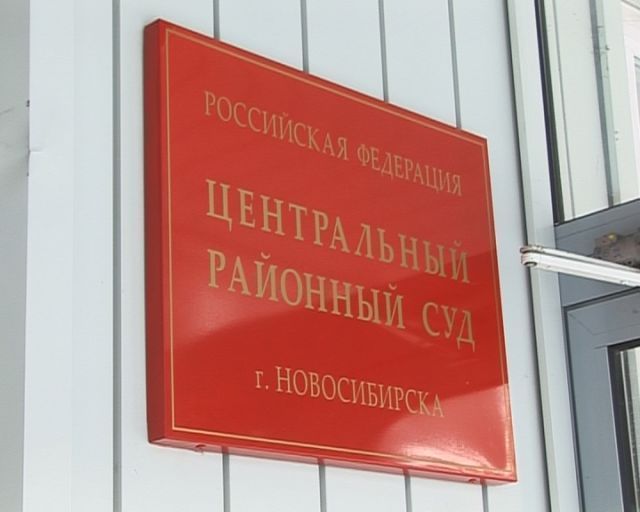 РОССИЙСКАЯ ФЕДЕРАЦИЯ
ЦЕНТРАЛЬНЫЙ
РАЙОННЫЙ СУД
г. НОВОСИБИРСКА